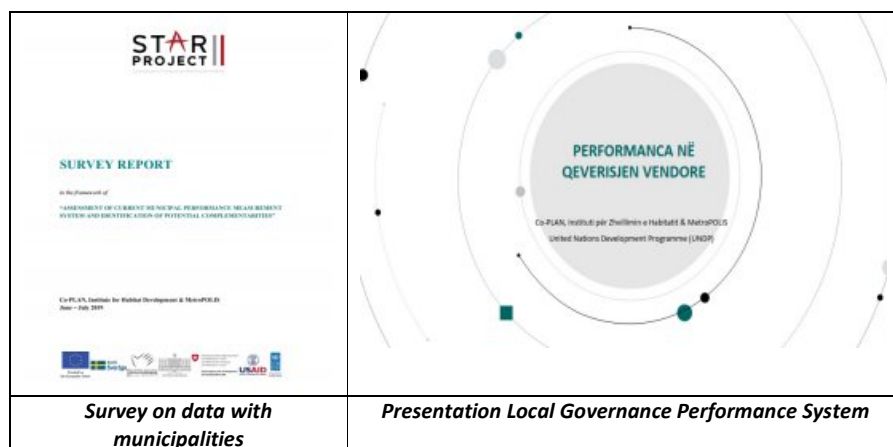 STAR
PROJECT
SURVEY REPORT
in the framework of
"ASSESSMENT OF CURRENT MUNICIPAL PERFORMANCE MEASUREMENT
SYSTEM AND IDENTIFICATION OF POTENTIAL COMPLEMENTARITIES"
Co-PLAN, Institute for Habitat Development & MetroPOLIS
June – July 2019
Sverige
USAID
PERFORMANCA NË
QEVERISJEN VENDORE
Co-PLAN, Instituti për Zhvillimin e Habitatit & MetroPOLIS
United Nations Development Programme (UNDP)
Survey on data with
municipalities
Presentation Local Governance Performance System